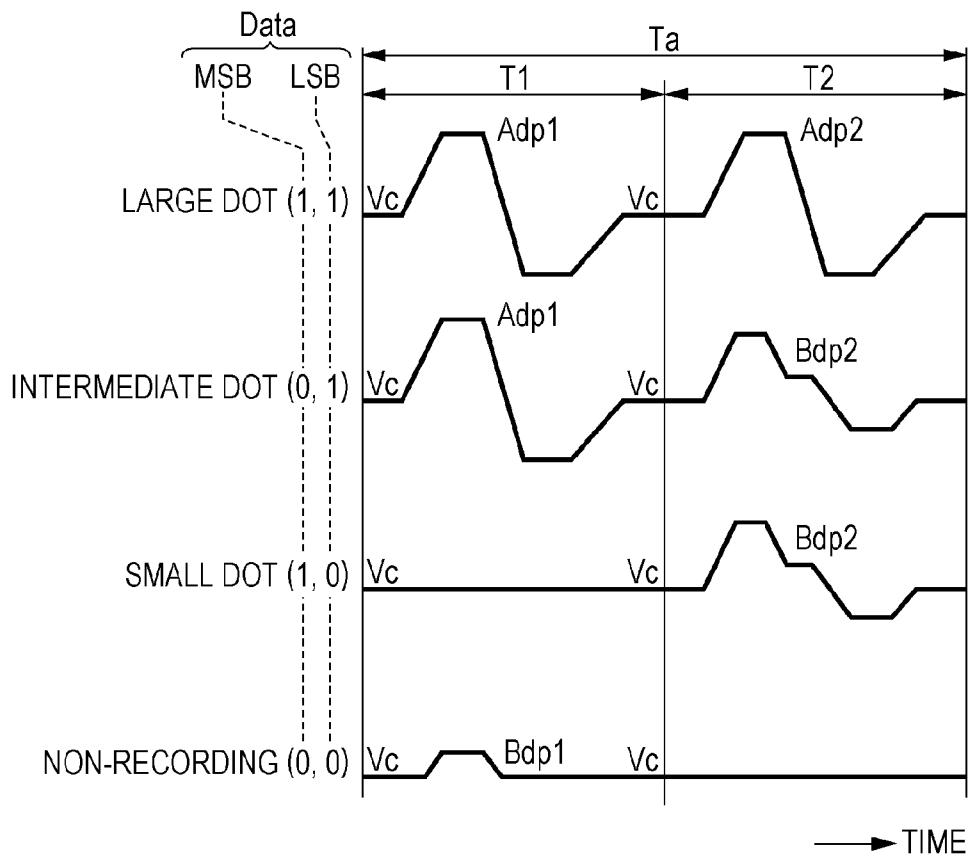 Data
Ta
MSB LSB
T1 T2
Adp1 Adp2
LARGE DOT (1, 1) Vc Vc
Adp1
Bdp2
INTERMEDIATE DOT (0, 1) Vc Vc
Bdp2
SMALL DOT (1, 0) Vc Vc
Bdp1
NON-RECORDING (0, 0) Vc Vc
TIME